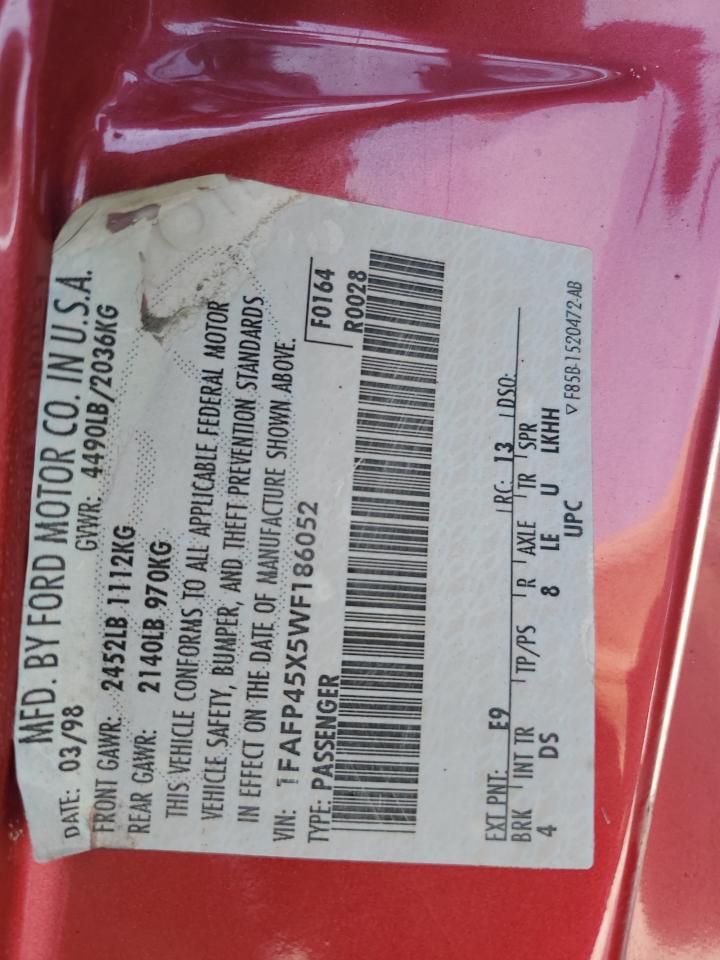 MFD. BY FORD MOTOR CO. IN U.S.A.
DATE: 03/98 GVWR: 4490LB/2036KG
FRONT GAWR: 2452LB 1112KG
REAR GAWR: 2140LB 970KG
THIS VEHICLE CONFORMS TO ALL APPLICABLE FEDERAL MOTOR
VEHICLE SAFETY, BUMPER, AND THEFT PREVENTION STANDARDS
IN EFFECT ON THE DATE OF MANUFACTURE SHOWN ABOVE.
VIN: 1FAFP45X5WF186052 F0164
TYPE: PASSENGER R0028
EXT PNT: E9 RC: 13 DSO:
BRK INT TR TP/PS R AXLE TR SPR
4 DS 8 LE U LKHH
UPC ▽ F85B-1520472-AB